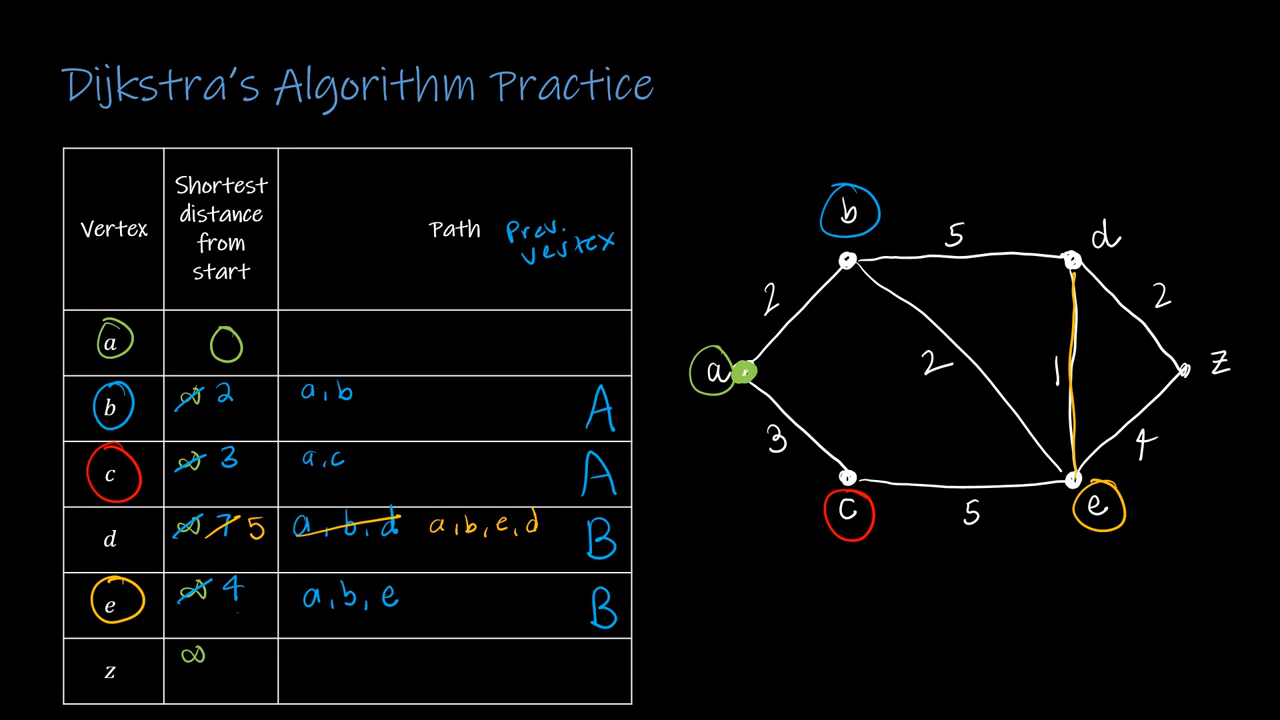 Dijkstra's Algorithm Practice
Vertex
Shortest
distance
from
start
Path
Prev.
vertex
a
0
b
∞ 2
a, b
A
c
∞ 3
a, c
A
d
∞ 7 5
a, b, d
a, b, e, d
B
e
∞ 4
a, b, e
B
z
∞
b
5
d
2
2
a
2
1
z
3
4
c
5
e